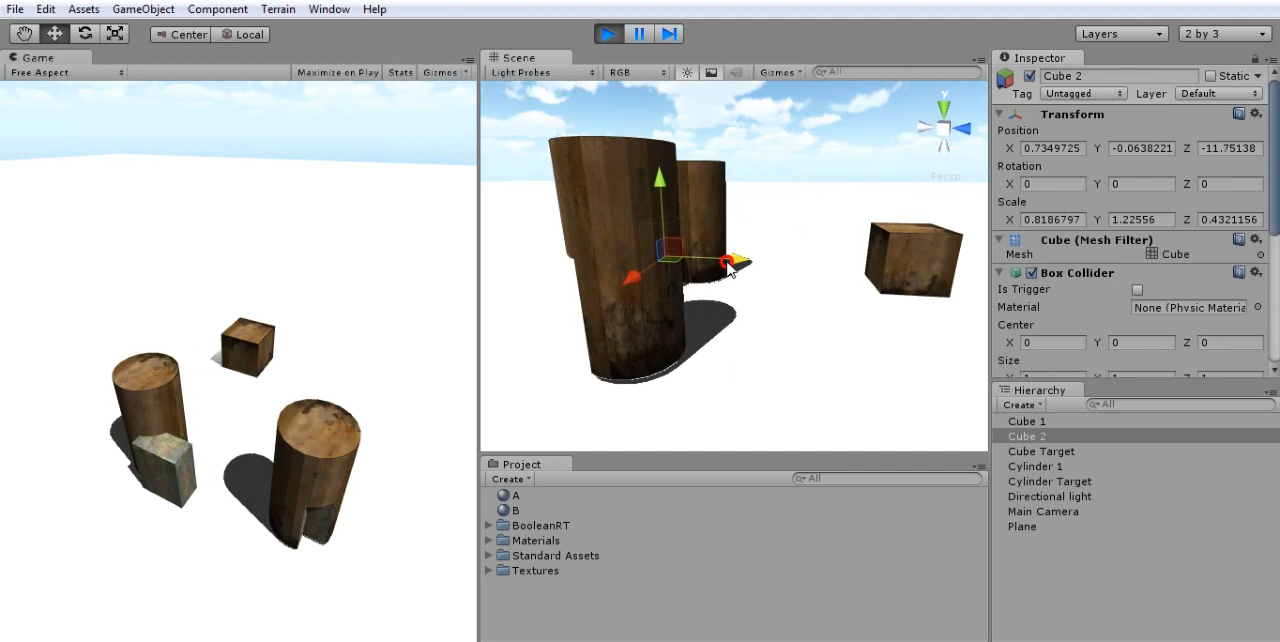 File Edit Assets GameObject Component Terrain Window Help
Center Local Layers 2 by 3
Game
Free Aspect Maximize on Play Stats Gizmos
Scene
Light Probes RGB Gizmos All
y
Persp
Inspector
Cube 2 Static
Tag Untagged Layer Default
Transform
Position
X 0.7349725 Y -0.0638221 Z -11.75138
Rotation
X 0 Y 0 Z 0
Scale
X 0.8186797 Y 1.22556 Z 0.4321156
Cube (Mesh Filter)
Mesh Cube
Box Collider
Is Trigger
Material None (Physic Materia
Center
X 0 Y 0 Z 0
Size
Hierarchy
Create All
Cube 1
Cube 2
Cube Target
Cylinder 1
Cylinder Target
Directional light
Main Camera
Plane
Project
Create All
A
B
BooleanRT
Materials
Standard Assets
Textures